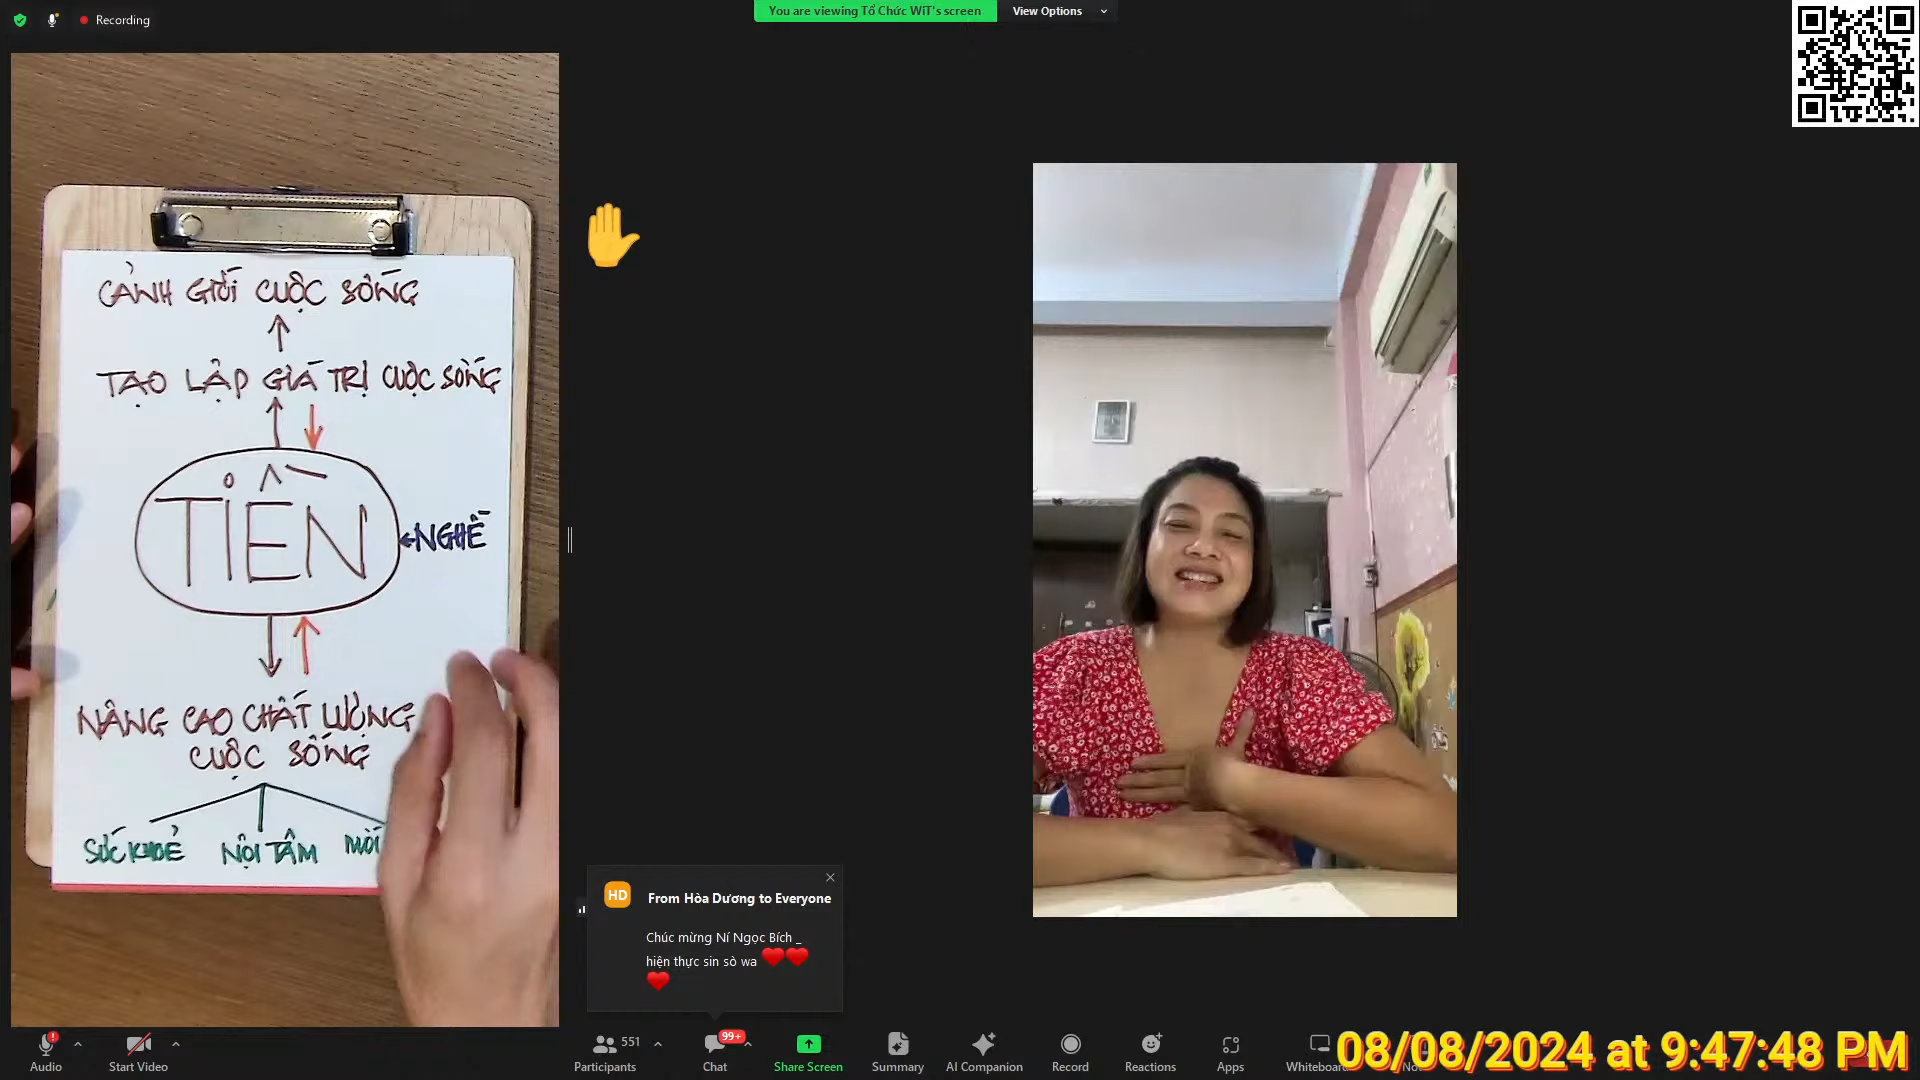 Recording
You are viewing Tổ Chức WiT's screen
View Options
CẢNH GIỚI CUỘC SỐNG
TẠO LẬP GIÁ TRỊ CUỘC SỐNG
TIỀN
NGHỀ
NÂNG CAO CHẤT LƯỢNG
CUỘC SỐNG
SỨC KHOẺ
NỘI TÂM
HD
From Hòa Dương to Everyone
Chúc mừng Ní Ngọc Bích _
hiện thực sin sò wa ❤️❤️
❤️
Audio
Start Video
551
Participants
99+
Chat
Share Screen
Summary
AI Companion
Record
Reactions
Apps
08/08/2024 at 9:47:48 PM